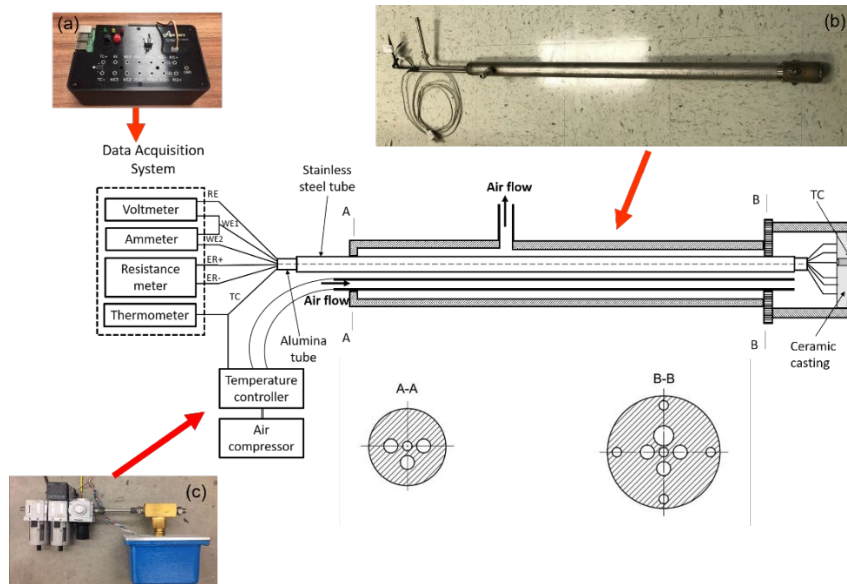 (a)
(b)
Data Acquisition
System
Stainless
steel tube
Air flow
A
B
TC
RE
Voltmeter
WE1
Ammeter
WE2
Resistance
meter
ER+
ER-
TC
Thermometer
Air flow
Alumina
tube
A
B
Ceramic
casting
Temperature
controller
Air
compressor
A-A
B-B
(c)